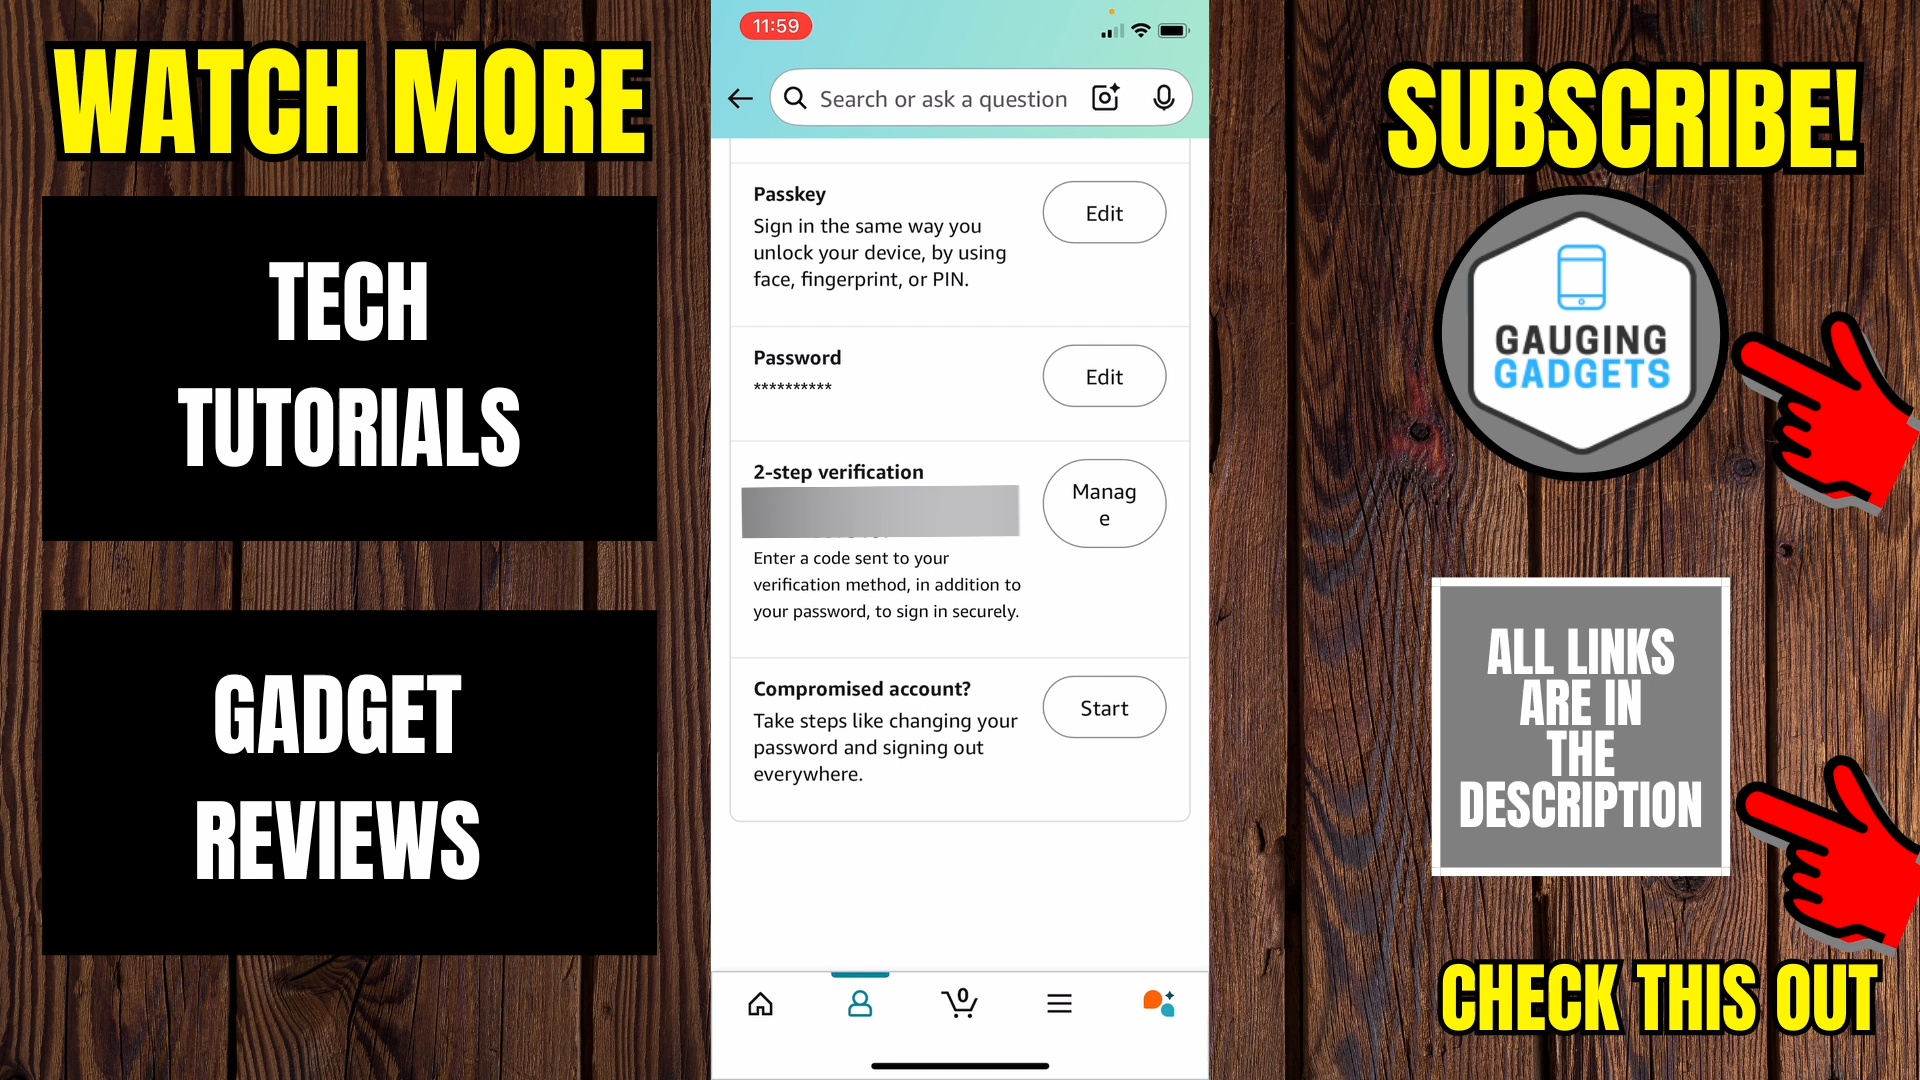 WATCH MORE
TECH
TUTORIALS
GADGET
REVIEWS
11:59
Search or ask a question
Passkey
Sign in the same way you
unlock your device, by using
face, fingerprint, or PIN.
Edit
Password
**********
Edit
2-step verification
Enter a code sent to your
verification method, in addition to
your password, to sign in securely.
Manag
e
Compromised account?
Take steps like changing your
password and signing out
everywhere.
Start
0
SUBSCRIBE!
GAUGING
GADGETS
ALL LINKS
ARE IN
THE
DESCRIPTION
CHECK THIS OUT